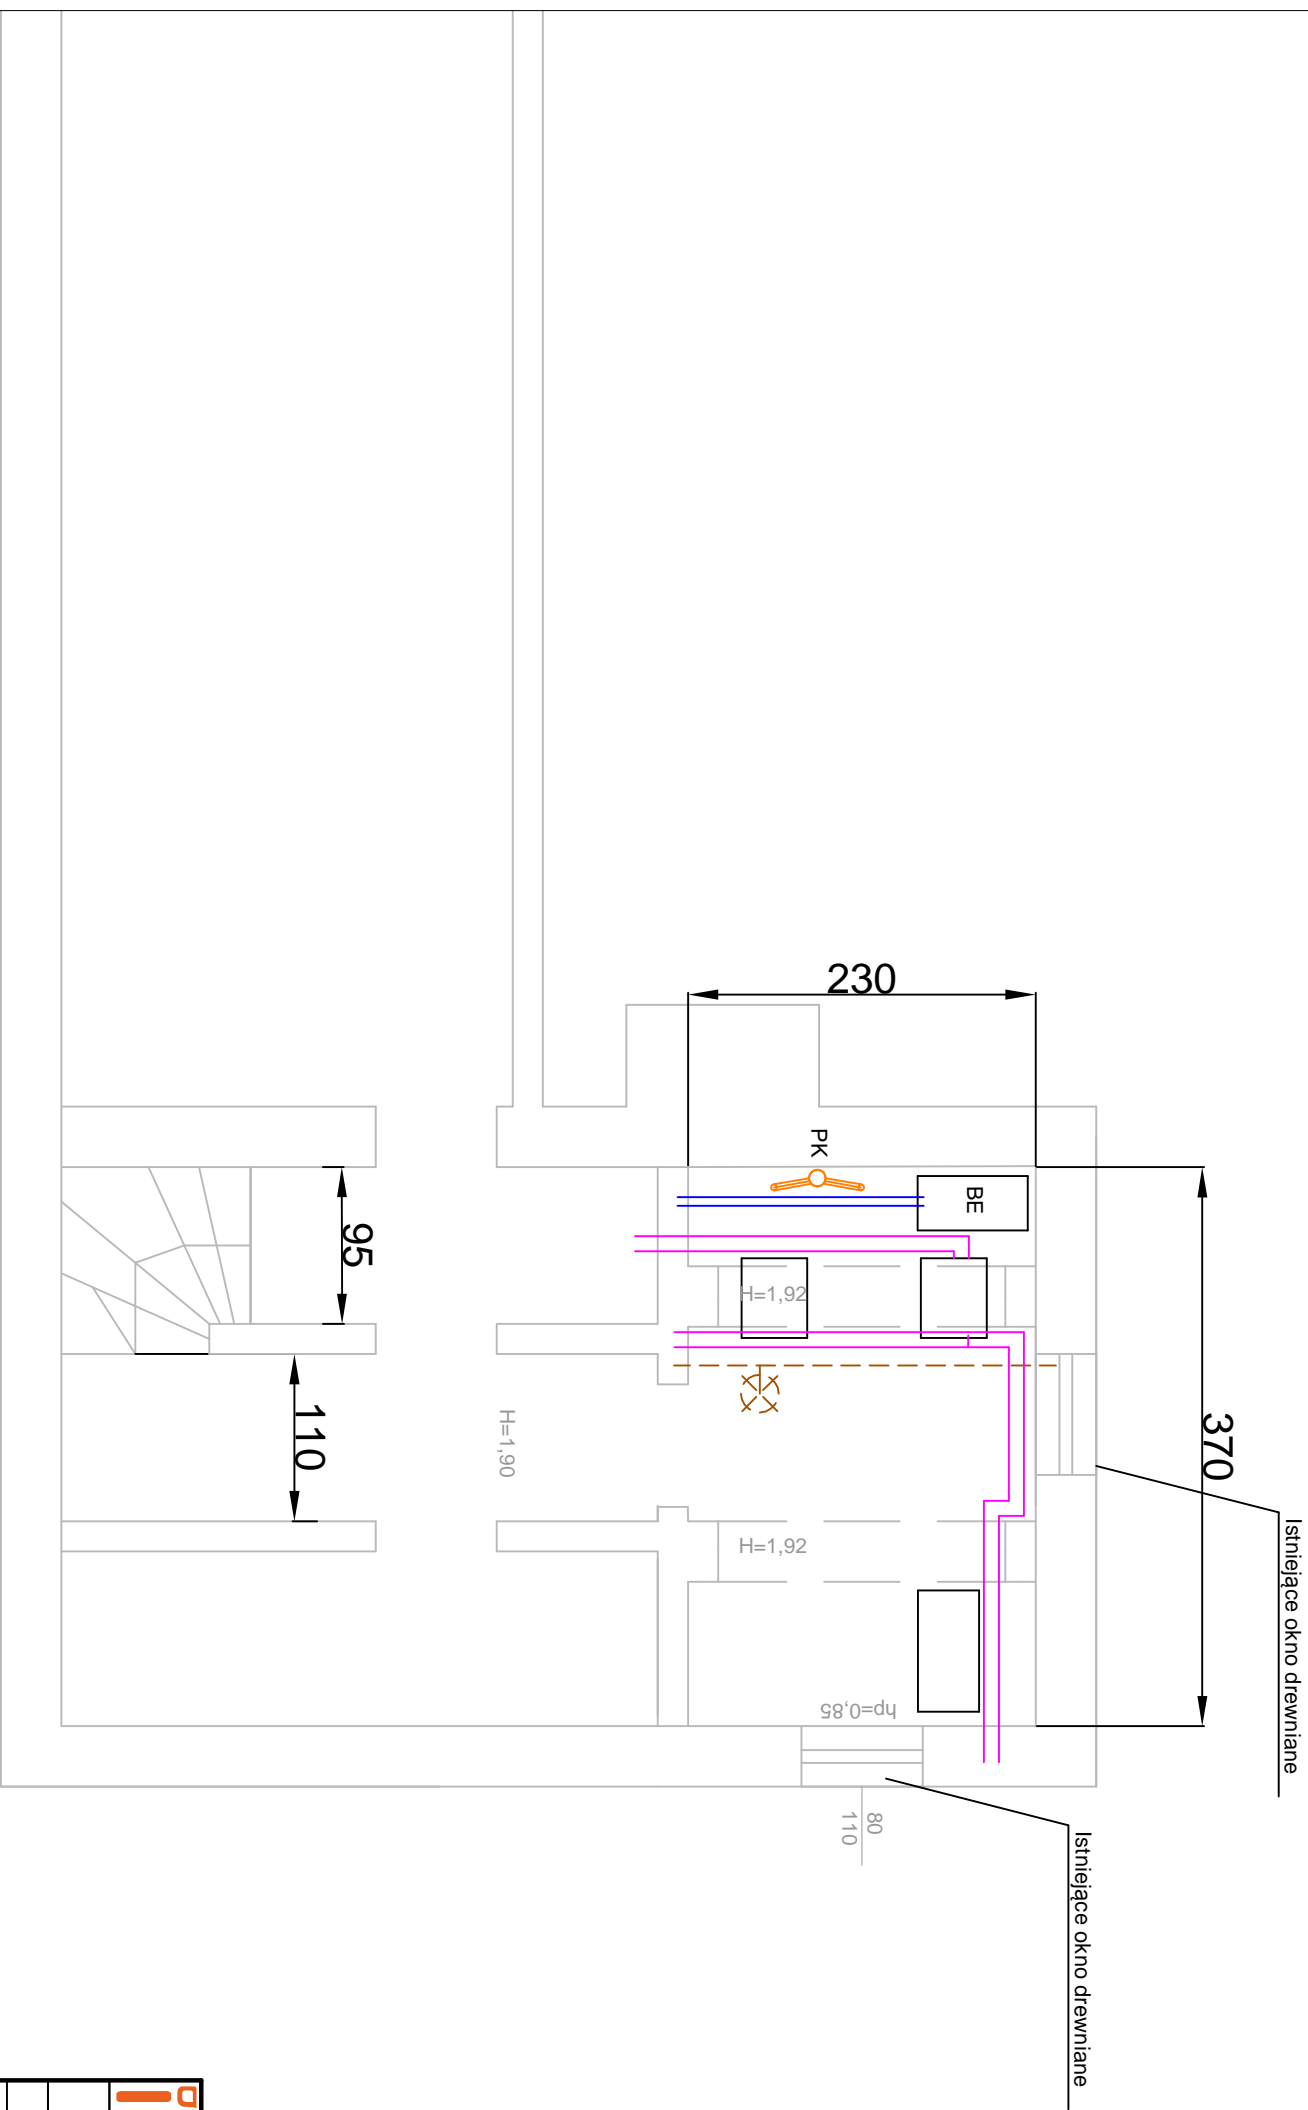 230
PK
BE
95
H=1,92
110
H=1,90
370
Istniejące okno drewniane
H=1,92
hp=0,85
80
110
Istniejące okno drewniane